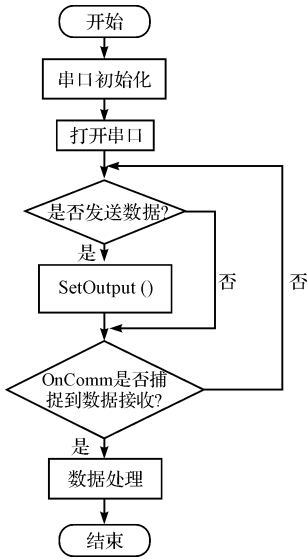 开始
串口初始化
打开串口
是否发送数据?
是
SetOutput ()
否
否
OnComm是否捕
捉到数据接收?
是
数据处理
结束